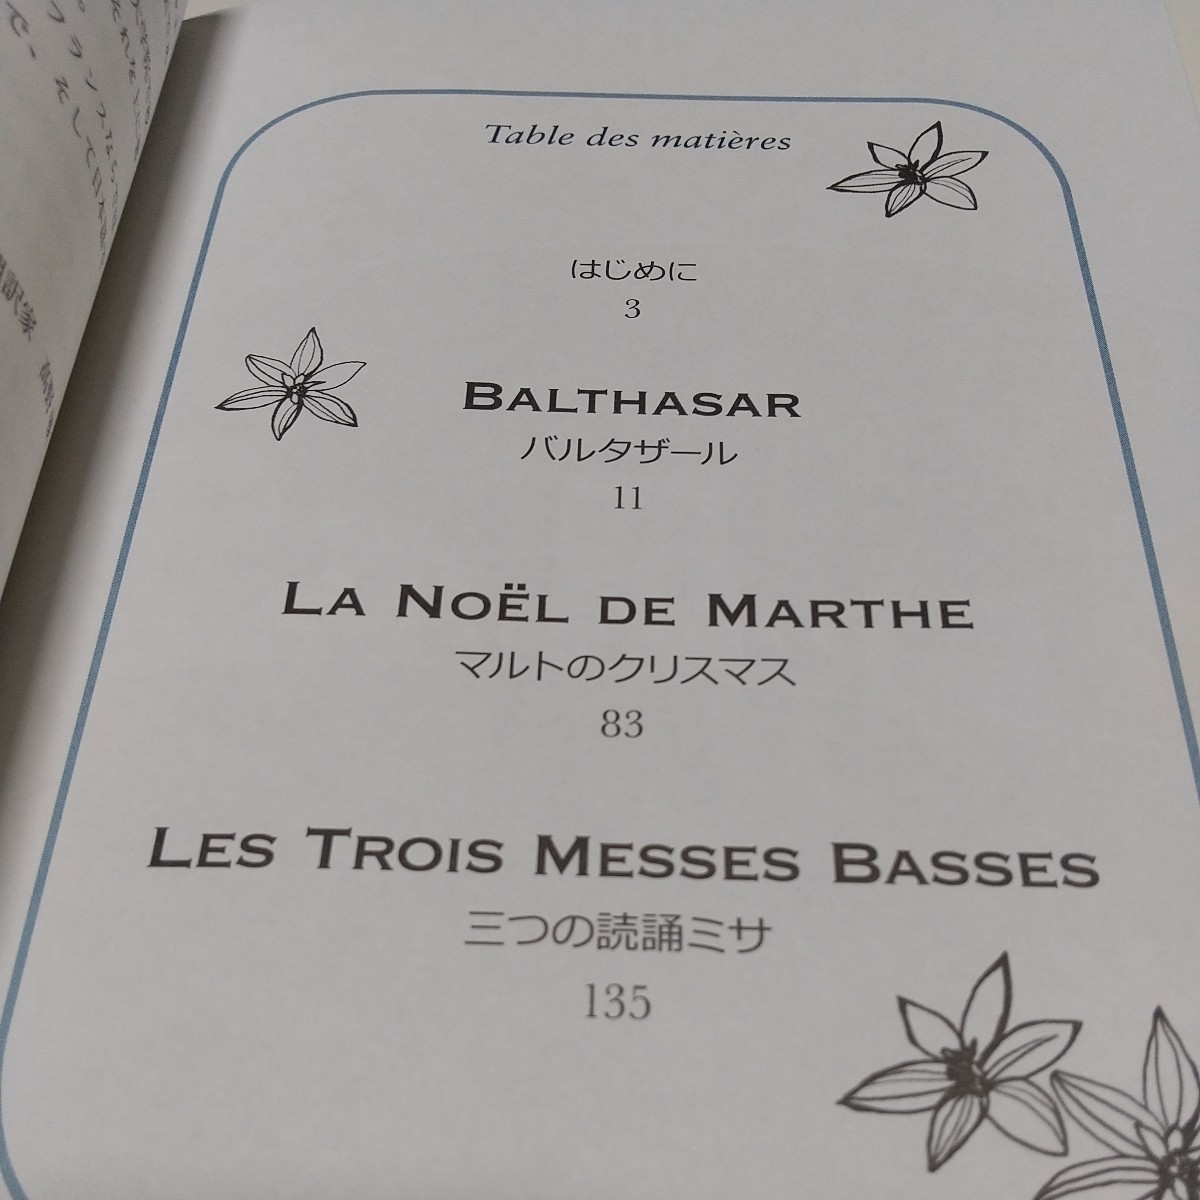 Table des matières
はじめに
3
BALTHASAR
バルタザール
11
LA NOËL DE MARTHE
マルトのクリスマス
83
LES TROIS MESSES BASSES
三つの読誦ミサ
135